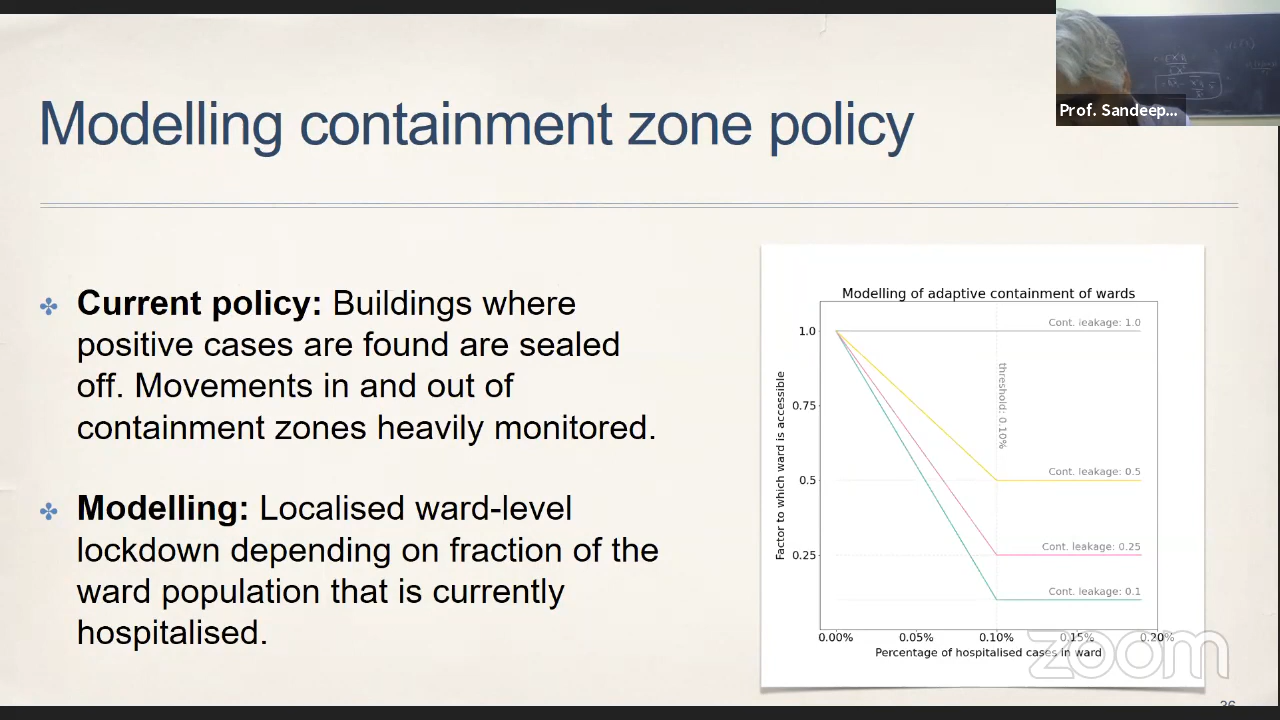 Prof. Sandeep...
Modelling containment zone policy
Current policy: Buildings where
positive cases are found are sealed
off. Movements in and out of
containment zones heavily monitored.
Modelling: Localised ward-level
lockdown depending on fraction of the
ward population that is currently
hospitalised.
Modelling of adaptive containment of wards
Factor to which ward is accessible
1.0
0.75
0.5
0.25
Cont. leakage: 1.0
threshold: 0.10%
Cont. leakage: 0.5
Cont. leakage: 0.25
Cont. leakage: 0.1
0.00%
0.05%
0.10%
0.15%
0.20%
Percentage of hospitalised cases in ward
zoom